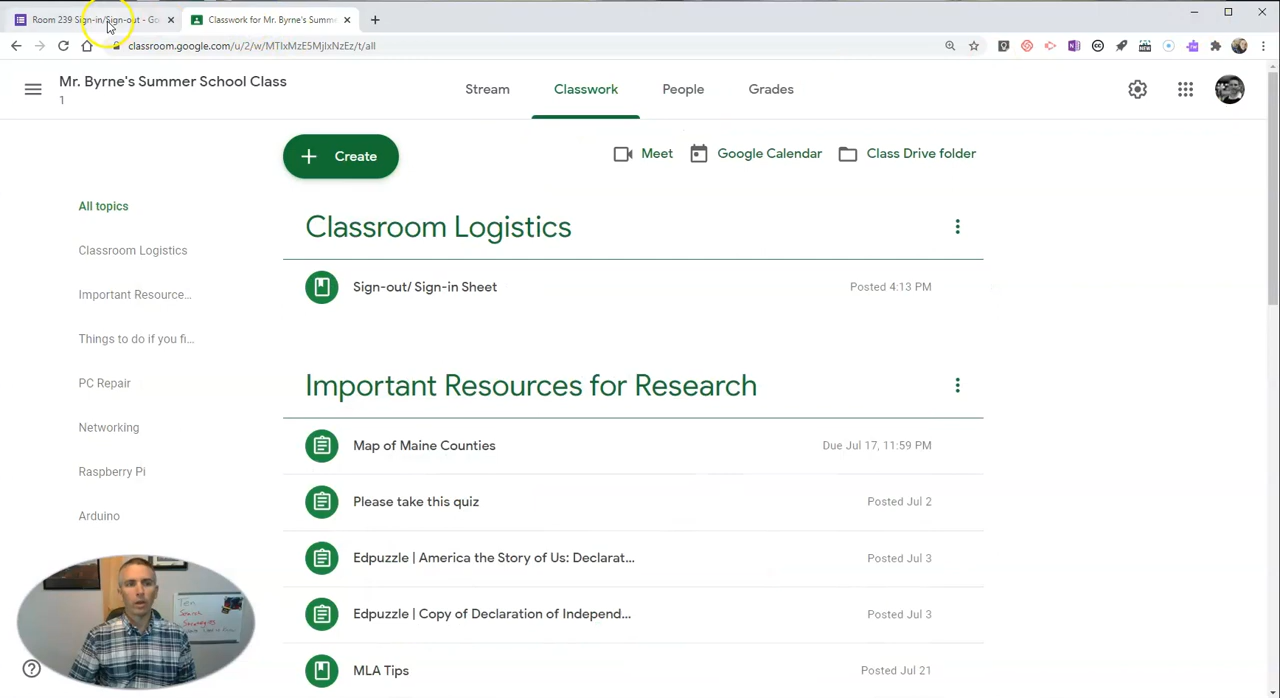 Room 239 Sign-in/Sign-out - Go
Classwork for Mr. Byrne's Summe
classroom.google.com/u/2/w/MTIxMzE5MjIxNzEz/t/all
Mr. Byrne's Summer School Class
1
Stream
Classwork
People
Grades
Create
Meet
Google Calendar
Class Drive folder
All topics
Classroom Logistics
Important Resource...
Things to do if you fi...
PC Repair
Networking
Raspberry Pi
Arduino
Classroom Logistics
Sign-out/ Sign-in Sheet
Posted 4:13 PM
Important Resources for Research
Map of Maine Counties
Due Jul 17, 11:59 PM
Please take this quiz
Posted Jul 2
Edpuzzle | America the Story of Us: Declarat...
Posted Jul 3
Edpuzzle | Copy of Declaration of Independ...
Posted Jul 3
MLA Tips
Posted Jul 21
Ten
Search
Strategies